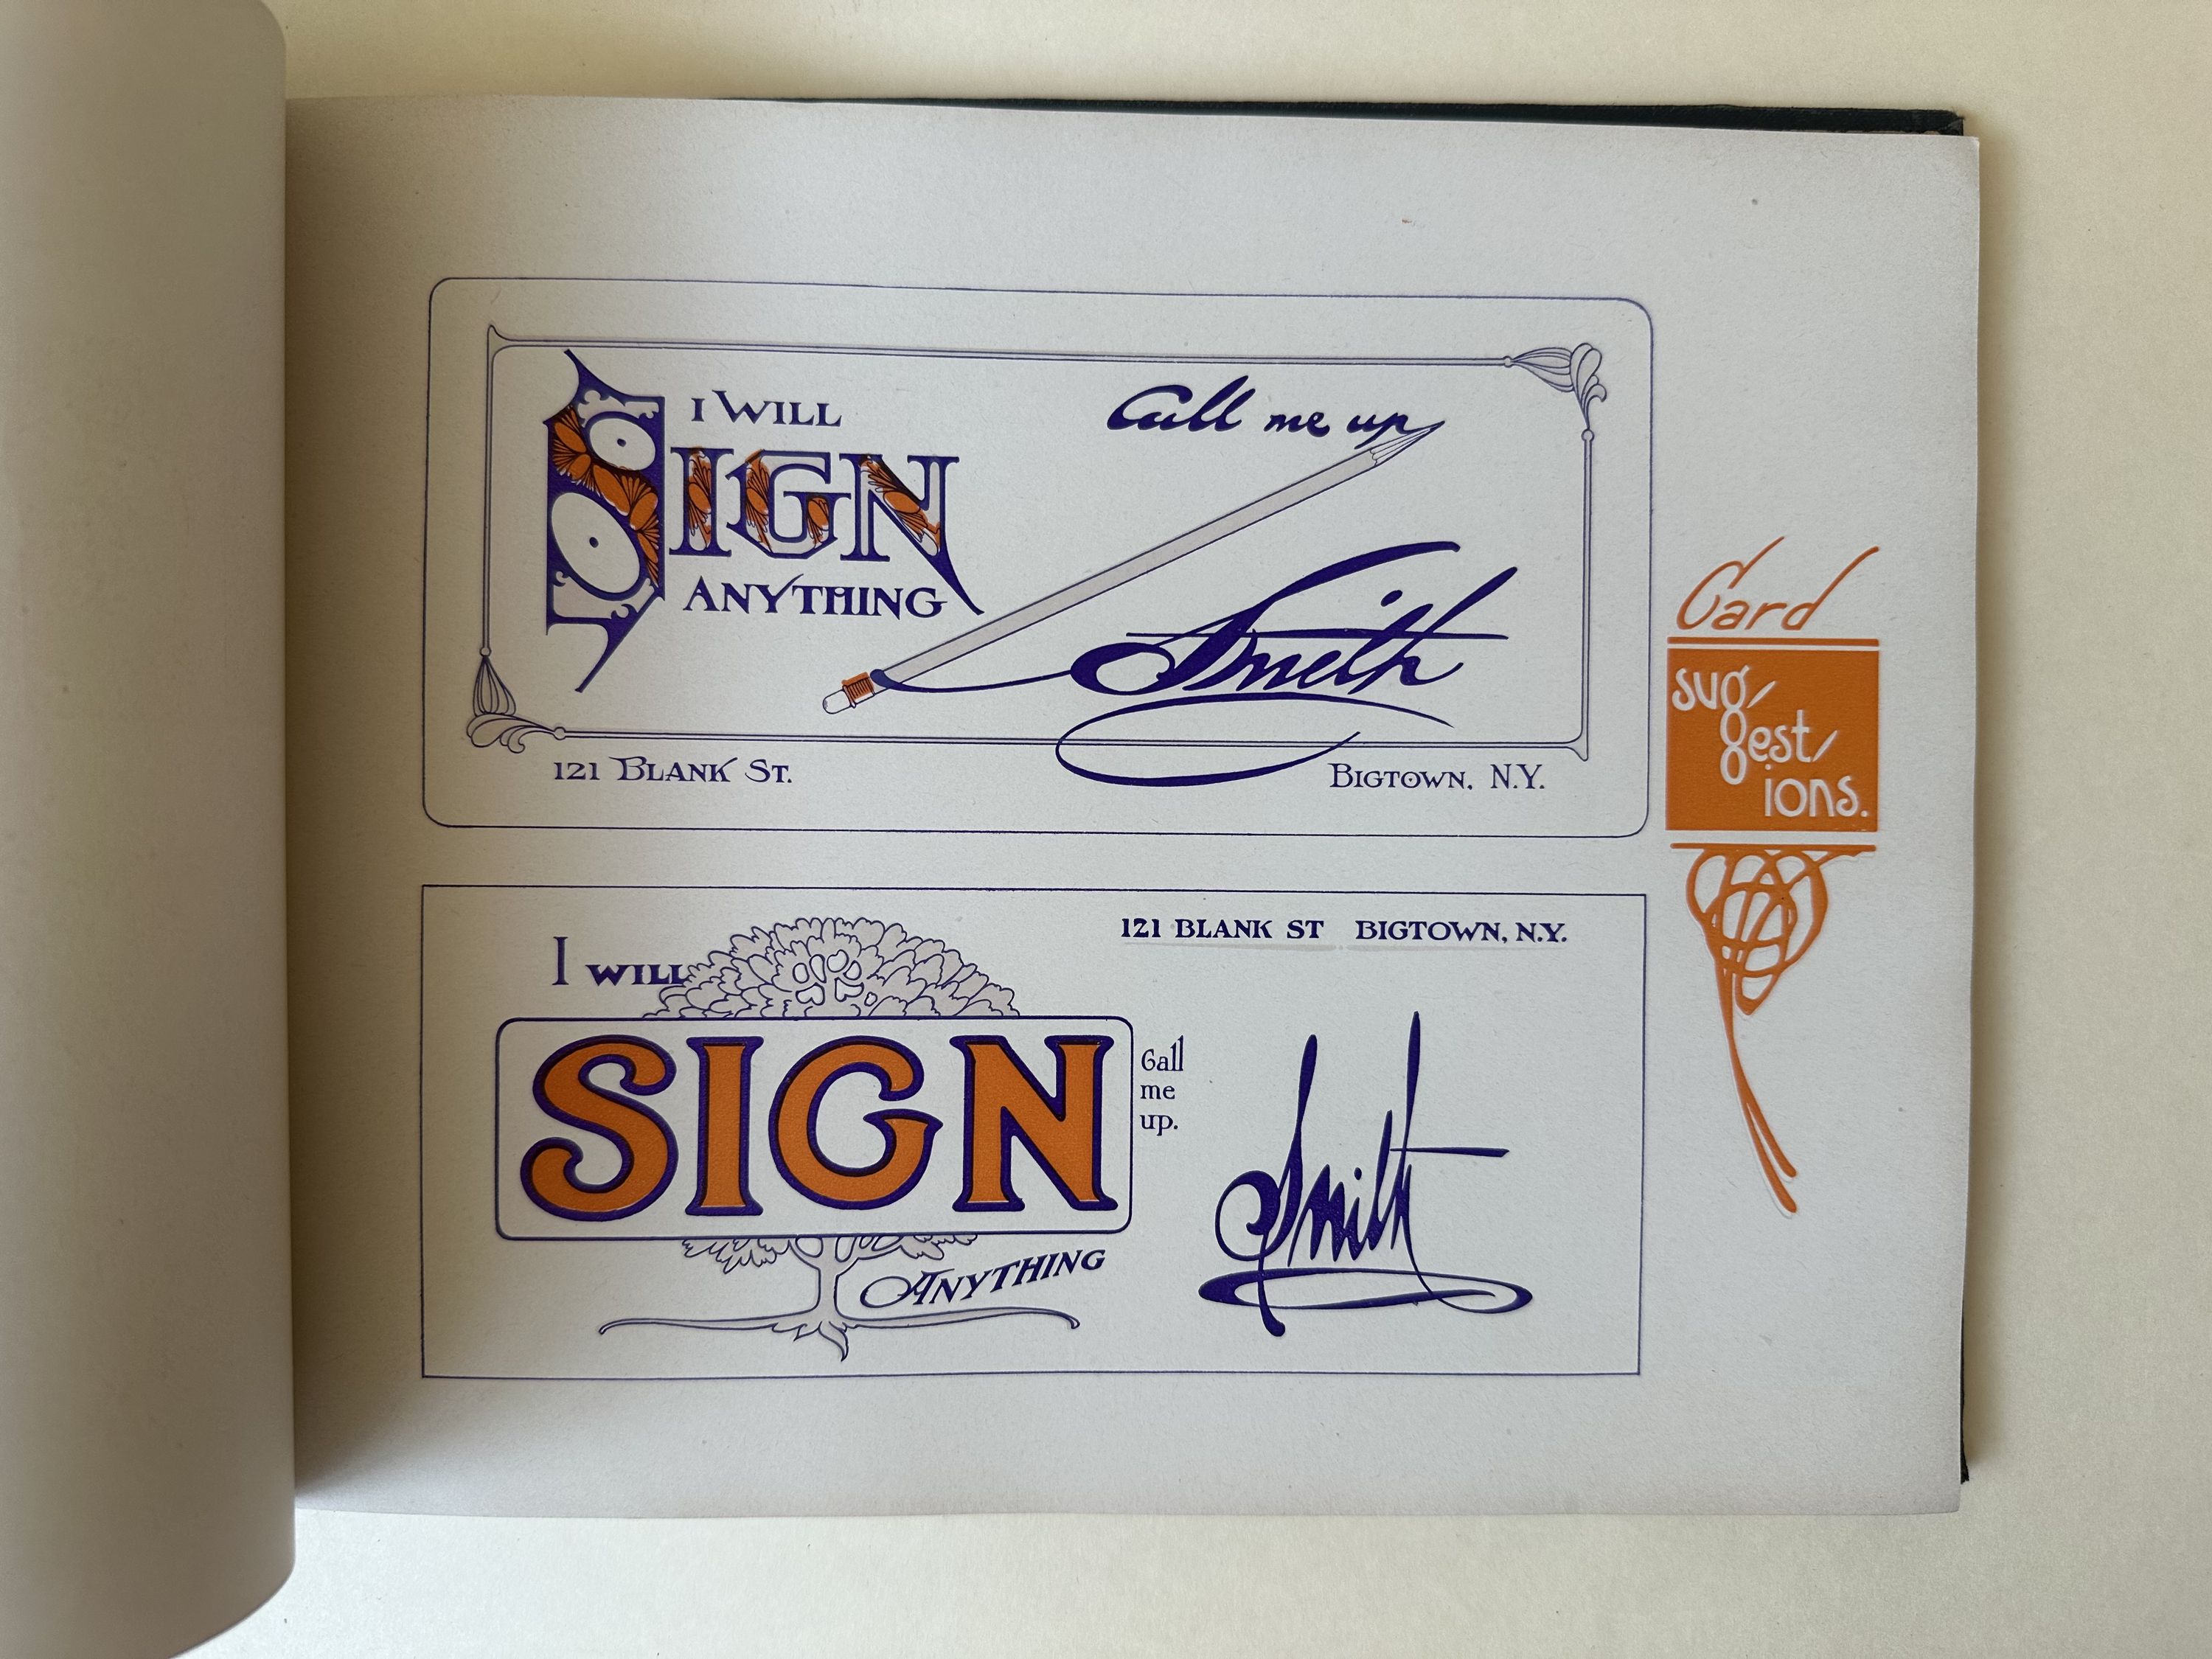 I WILL
SIGN
ANYTHING
Call me up
Smith
121 BLANK ST.
BIGTOWN, N.Y.
Card
sug/
gest/
ions.
121 BLANK ST BIGTOWN, N.Y.
I WILL
SIGN
ANYTHING
Call
me
up.
Smith